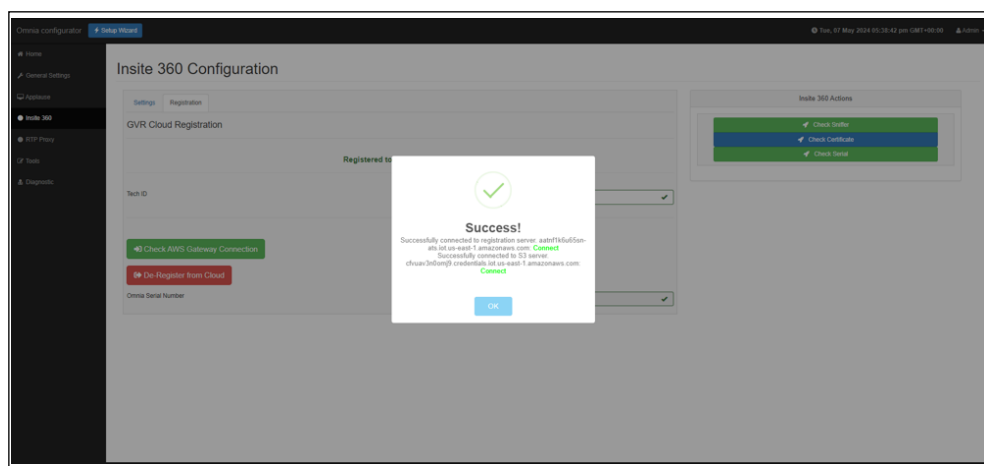 Omnia configurator
Setup Wizard
Tue, 07 May 2024 05:38:42 pm GMT+00:00
Admin
Home
General Settings
Applause
Insite 360
RTP Proxy
Tools
Diagnostic
Insite 360 Configuration
Settings
Registration
GVR Cloud Registration
Registered to
Tech ID
Check AWS Gateway Connection
De-Register from Cloud
Omnia Serial Number
Success!
Successfully connected to registration server.
ats.iot.us-east-1.amazonaws.com: Connect
Successfully connected to S3 server.
credentials.iot.us-east-1.amazonaws.com:
Connect
OK
Insite 360 Actions
Check Sniffer
Check Certificate
Check Serial